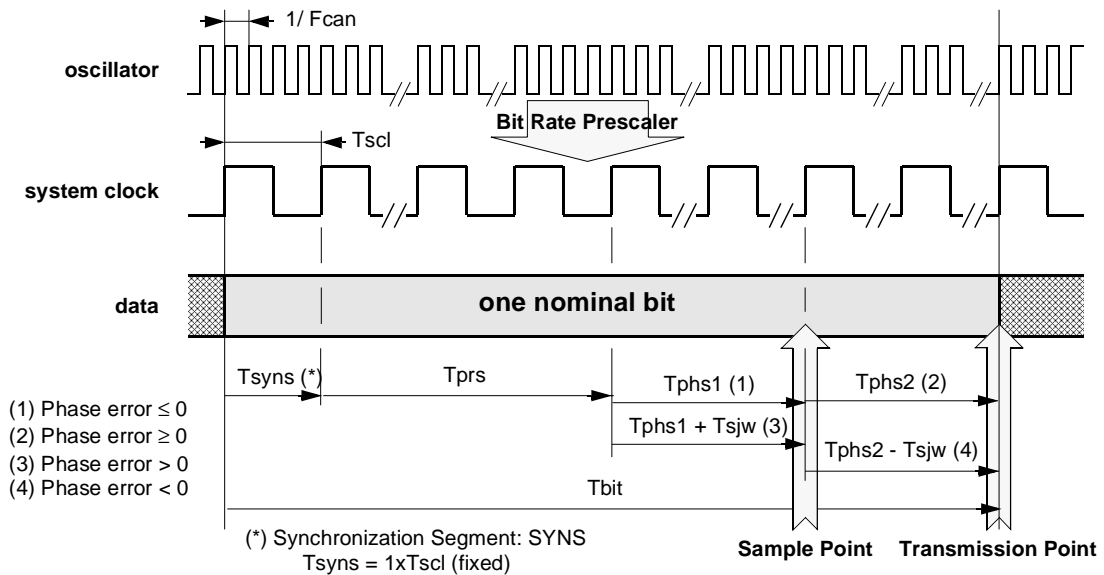 1/ Fcan
oscillator
Bit Rate Prescaler
Tscl
system clock
data
one nominal bit
Tsyns (*)
Tprs
Tphs1 (1)
Tphs2 (2)
(1) Phase error ≤ 0
(2) Phase error ≥ 0
(3) Phase error > 0
(4) Phase error < 0
Tphs1 + Tsjw (3)
Tphs2 - Tsjw (4)
Tbit
(*) Synchronization Segment: SYNS
Tsyns = 1xTscl (fixed)
Sample Point
Transmission Point